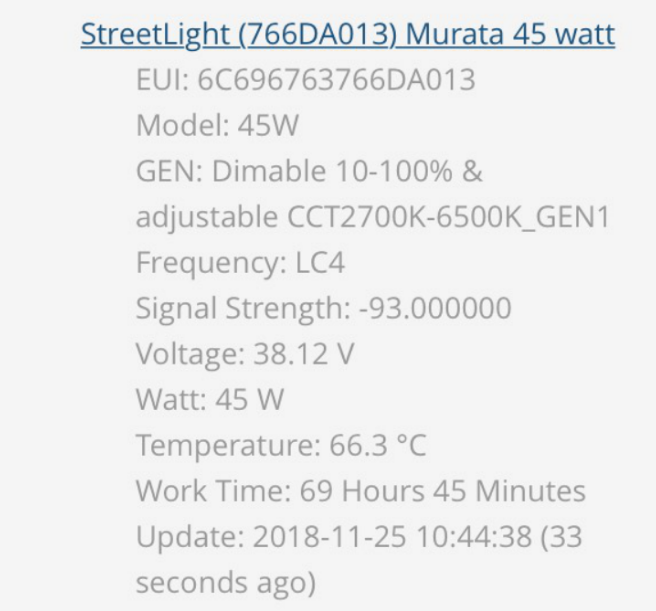 StreetLight (766DA013) Murata 45 watt
EUI: 6C696763766DA013
Model: 45W
GEN: Dimable 10-100% &
adjustable CCT2700K-6500K_GEN1
Frequency: LC4
Signal Strength: -93.000000
Voltage: 38.12 V
Watt: 45 W
Temperature: 66.3 °C
Work Time: 69 Hours 45 Minutes
Update: 2018-11-25 10:44:38 (33
seconds ago)